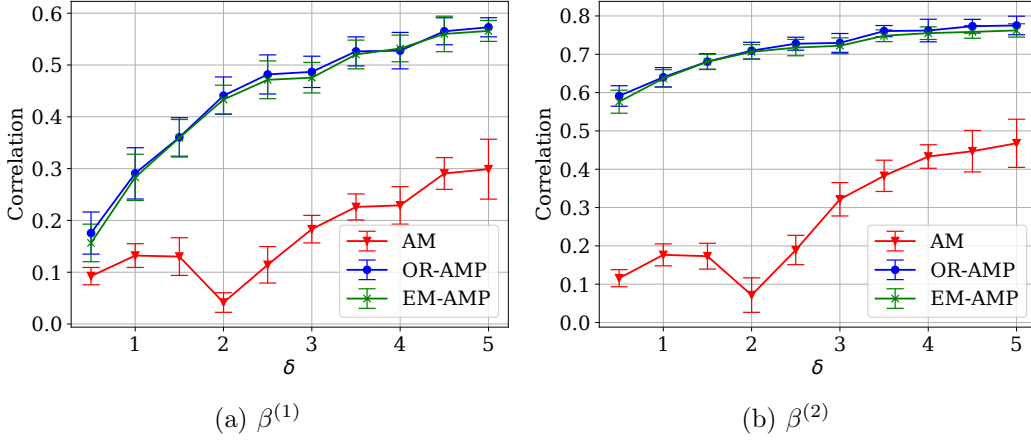 0.6
0.5
0.4
0.3
0.2
0.1
0.0
Correlation
AM
OR-AMP
EM-AMP
1 2 3 4 5
δ
(a) β^(1)
0.8
0.7
0.6
0.5
0.4
0.3
0.2
0.1
0.0
Correlation
AM
OR-AMP
EM-AMP
1 2 3 4 5
δ
(b) β^(2)